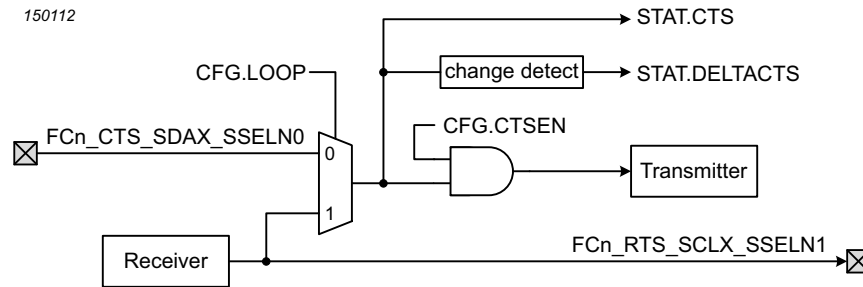 150112
STAT.CTS
CFG.LOOP
change detect
STAT.DELTACTS
FCn_CTS_SDAX_SSELN0
0
CFG.CTSEN
Transmitter
1
FCn_RTS_SCLX_SSELN1
Receiver